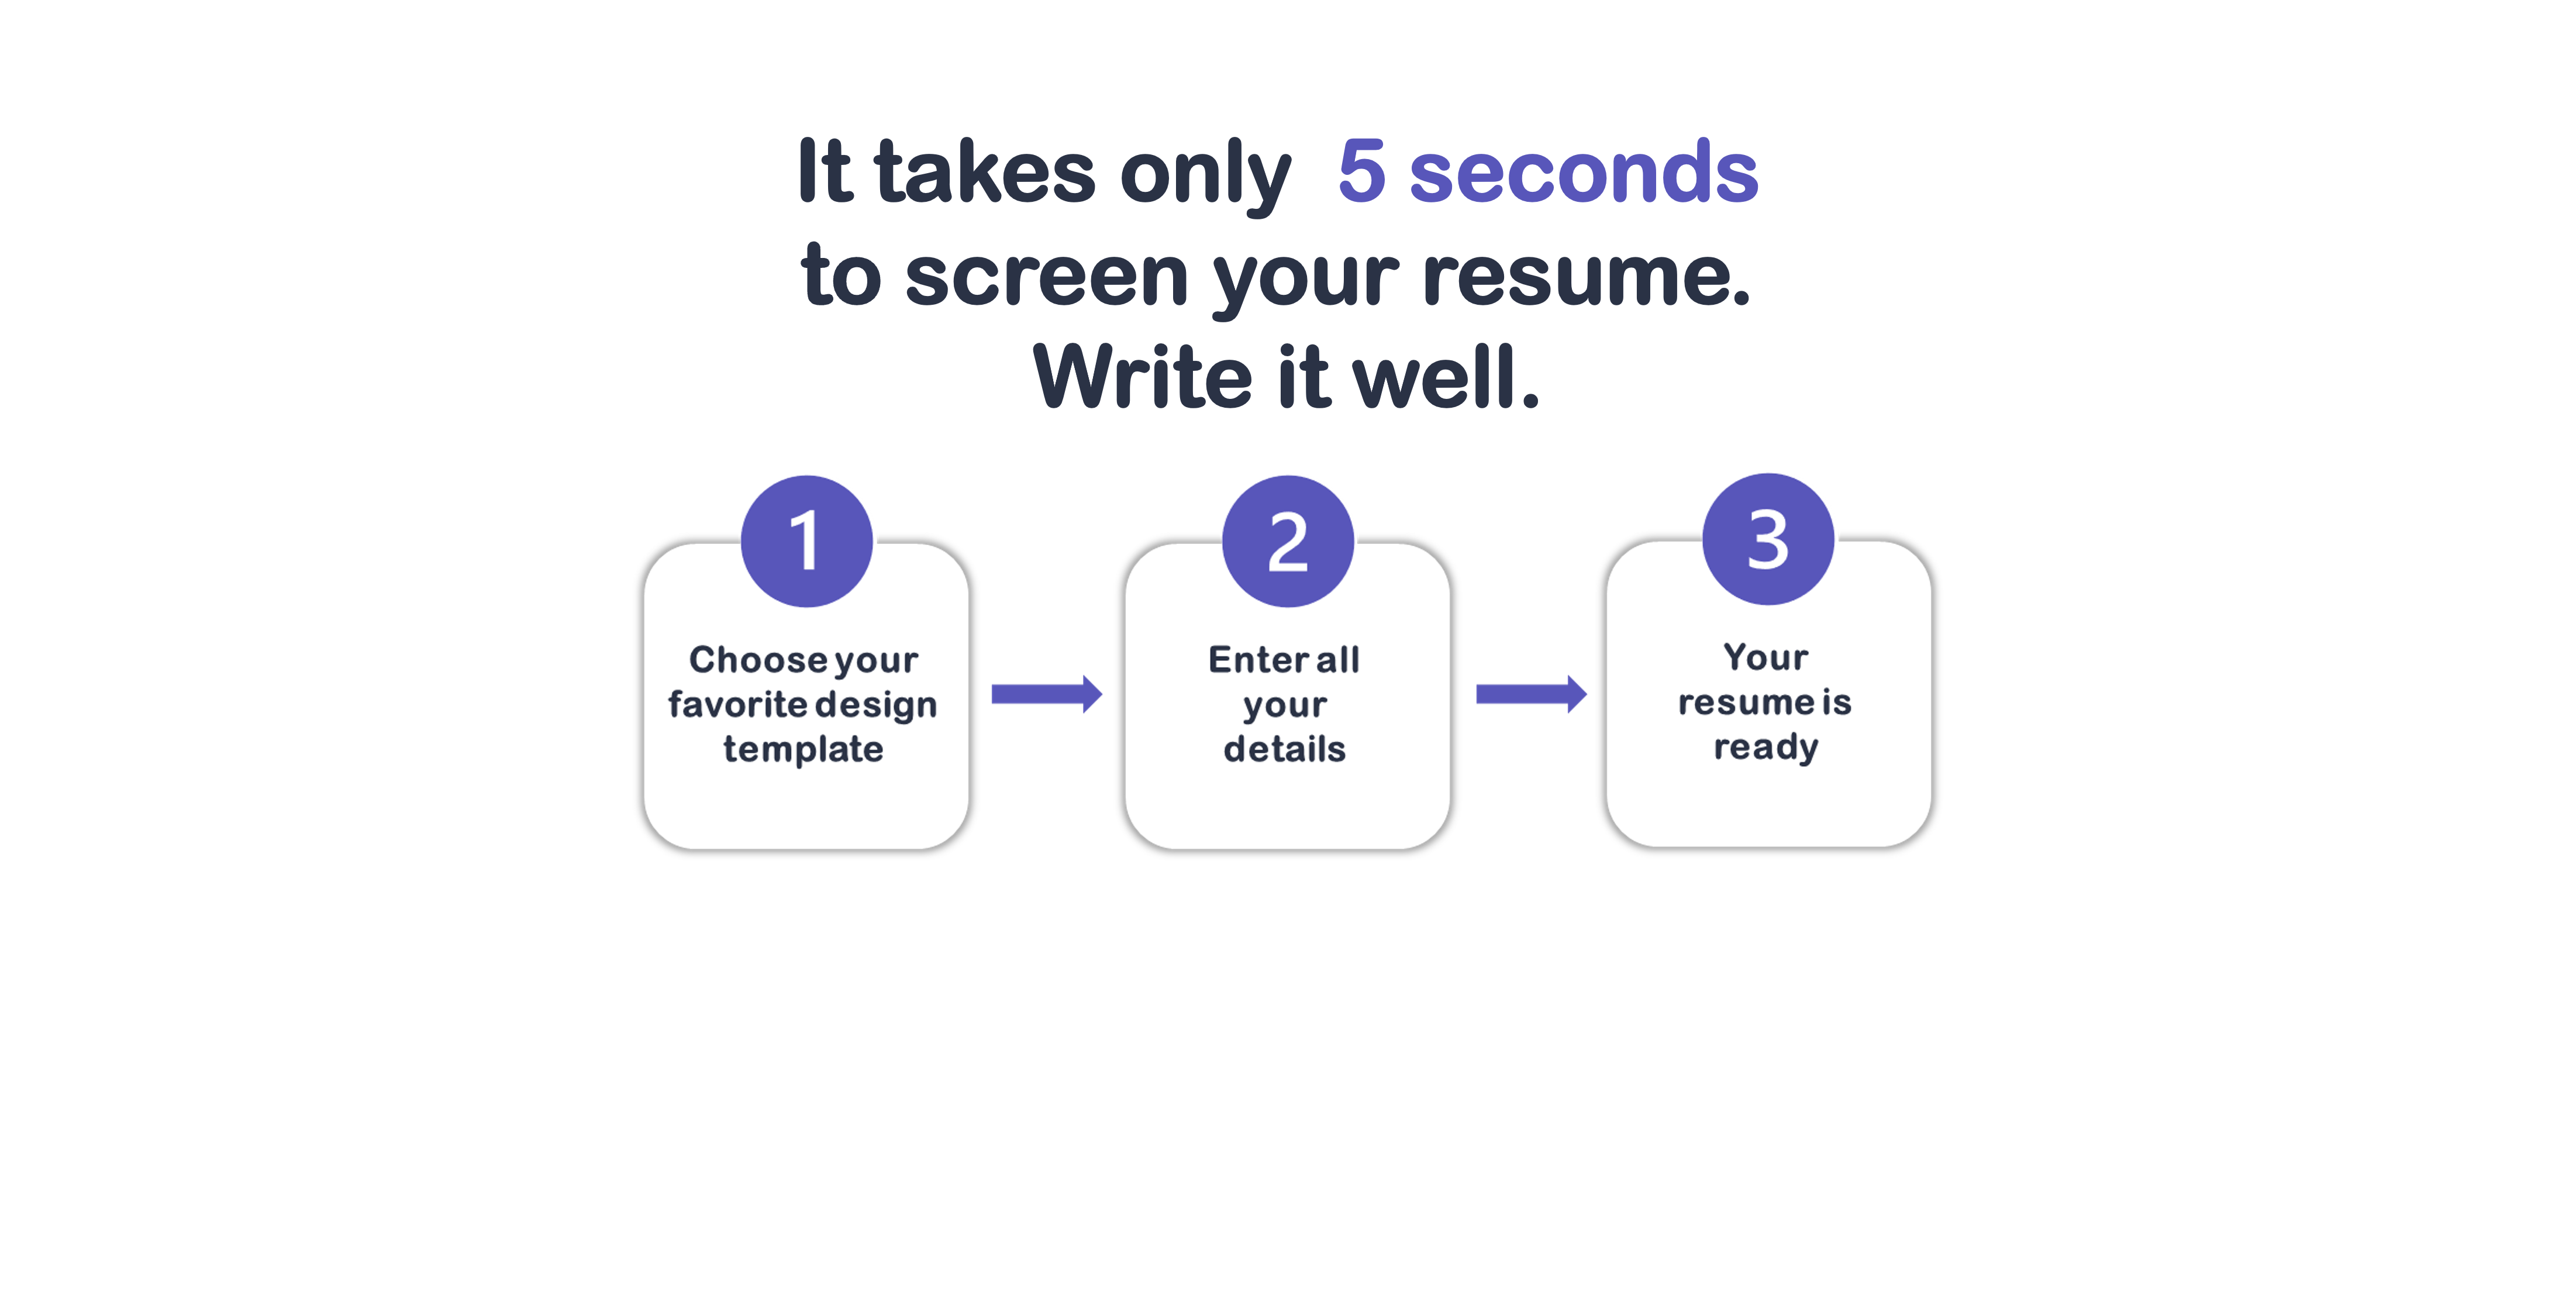 It takes only 5 seconds
to screen your resume.
Write it well.
1
Choose your
favorite design
template
2
Enter all
your
details
3
Your
resume is
ready